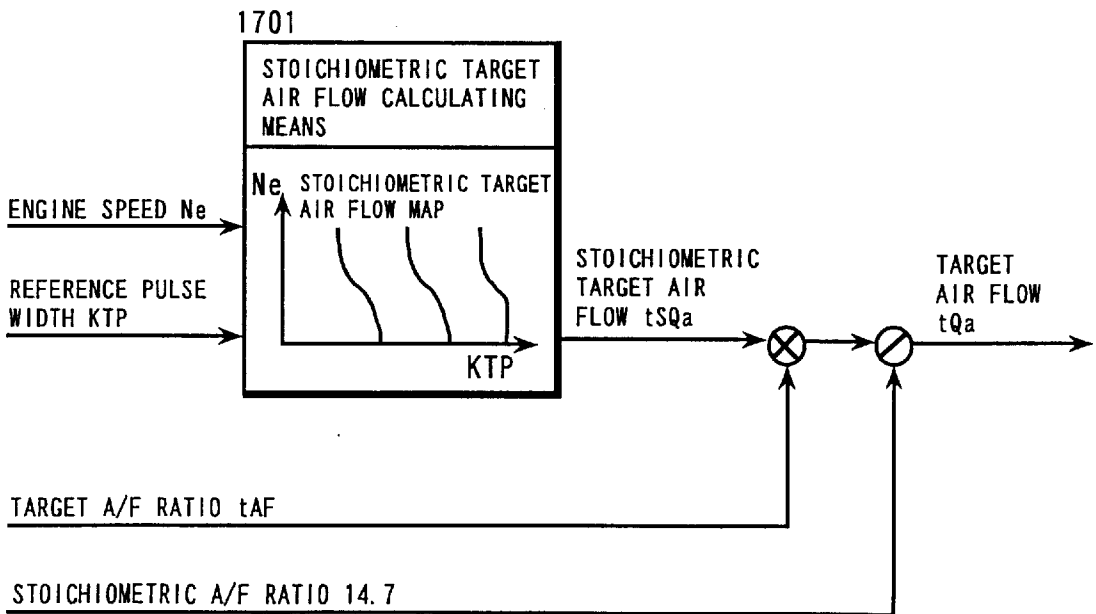 1701
STOICHIOMETRIC TARGET
AIR FLOW CALCULATING
MEANS
Ne
STOICHIOMETRIC TARGET
AIR FLOW MAP
KTP
ENGINE SPEED Ne
REFERENCE PULSE
WIDTH KTP
STOICHIOMETRIC
TARGET AIR
FLOW tSQa
TARGET
AIR FLOW
tQa
TARGET A/F RATIO tAF
STOICHIOMETRIC A/F RATIO 14.7